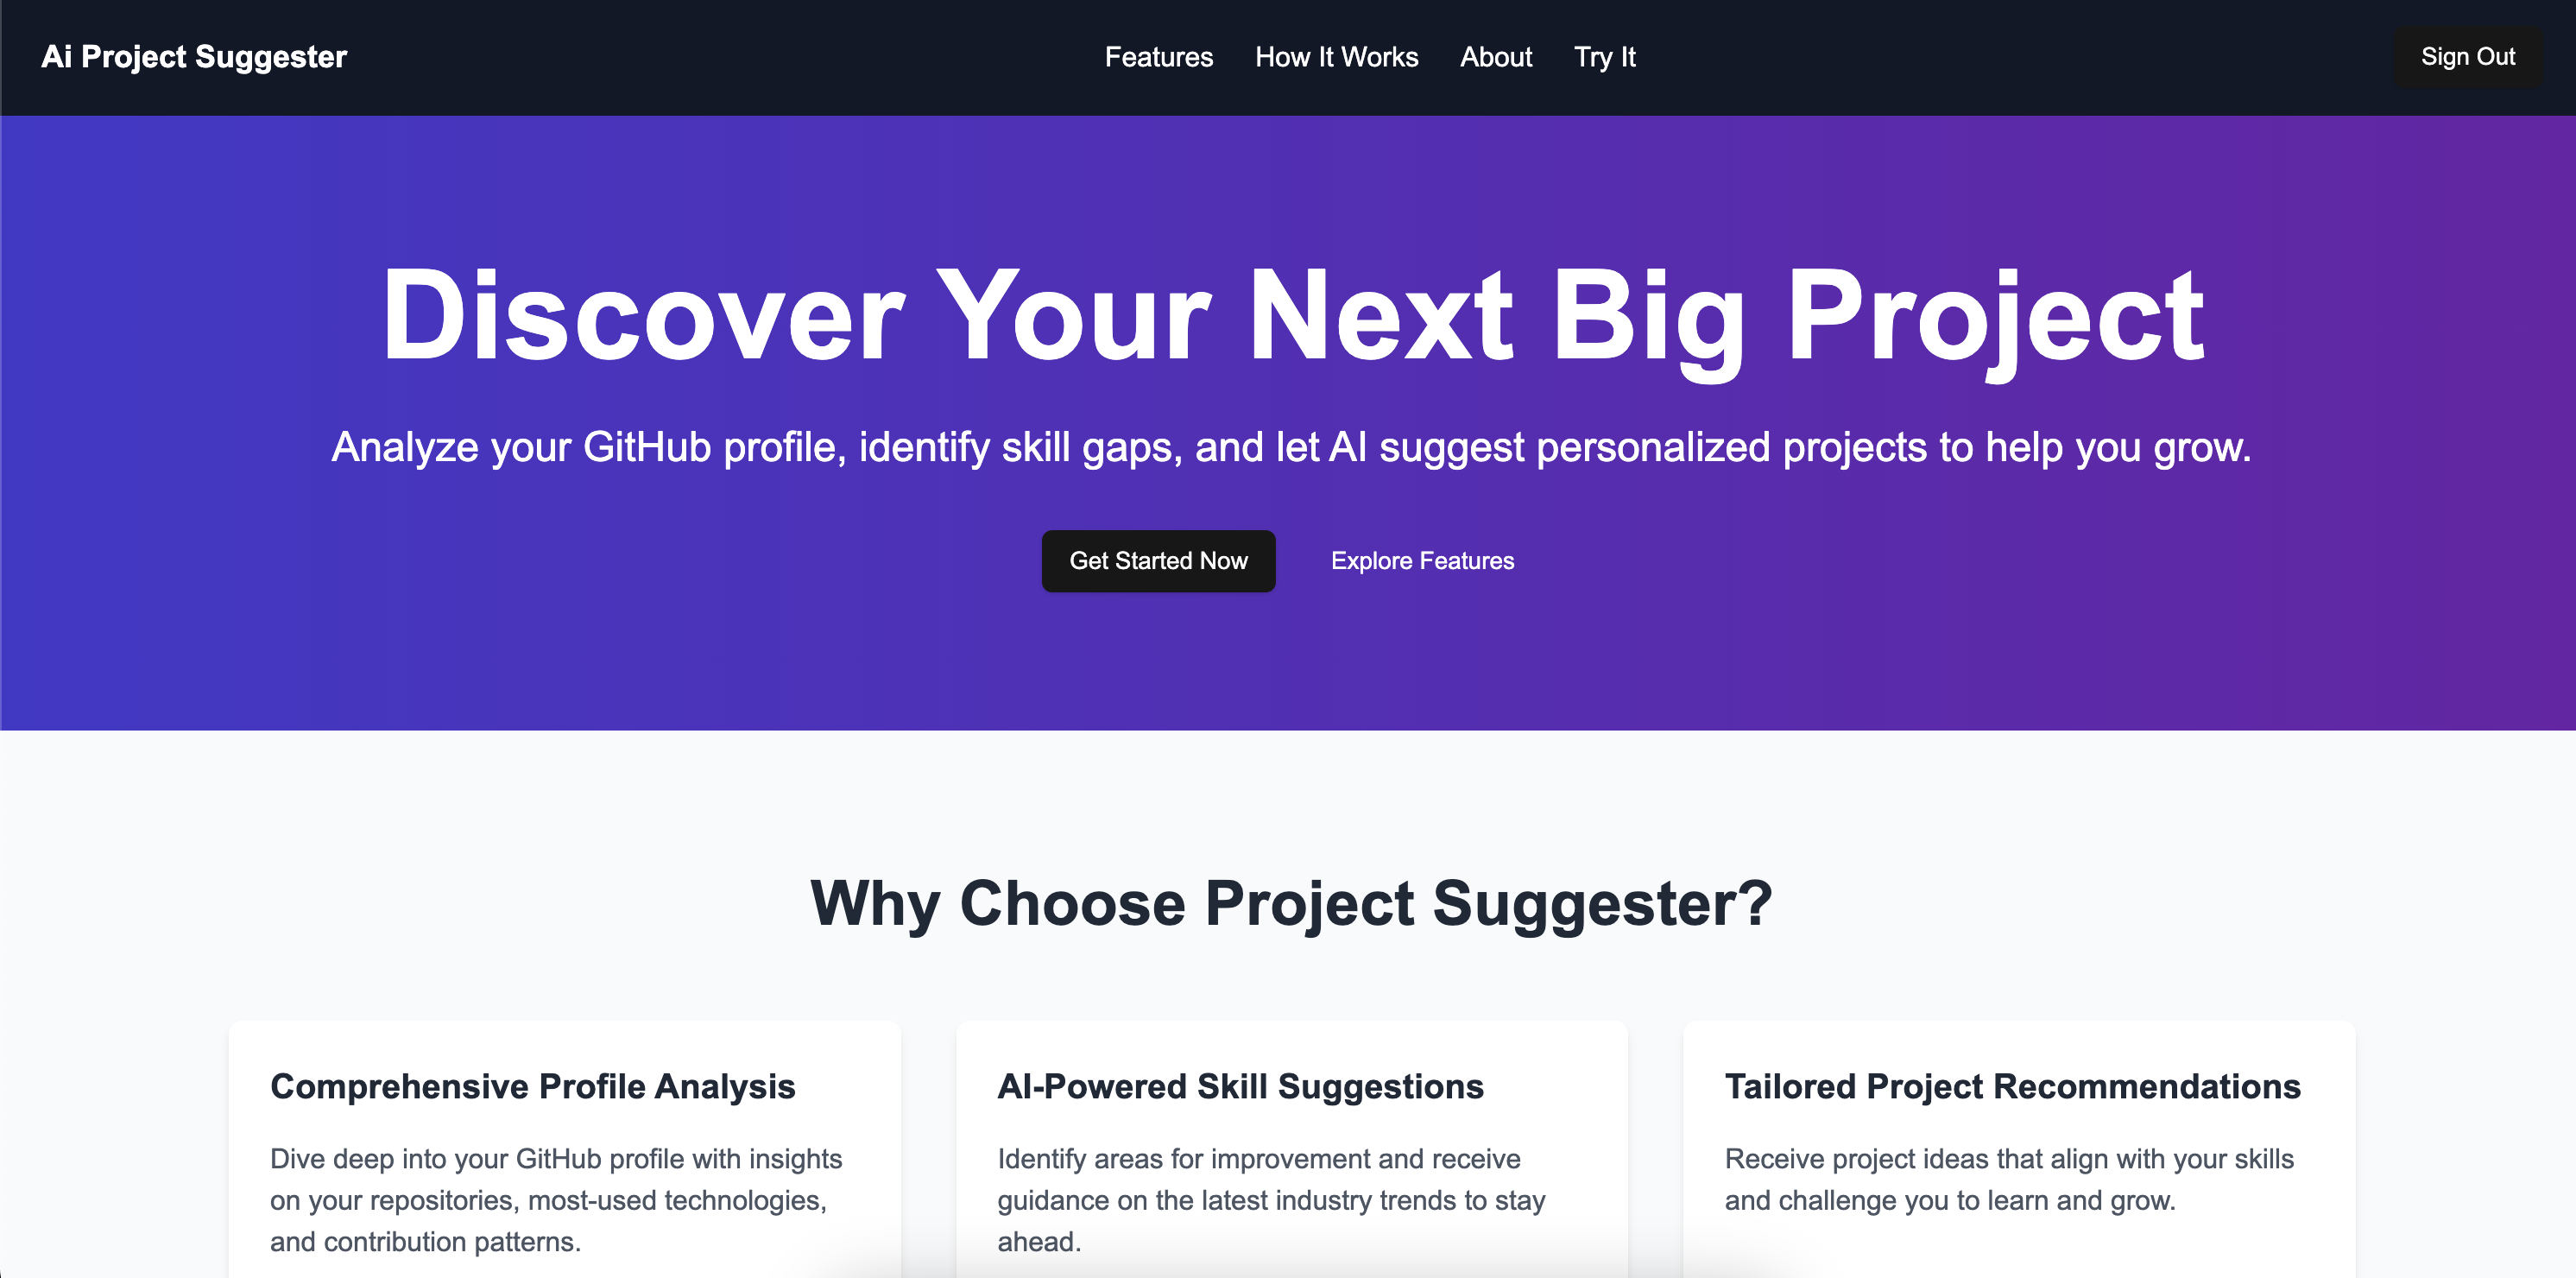 Ai Project Suggester
Features How It Works About Try It
Sign Out
Discover Your Next Big Project
Analyze your GitHub profile, identify skill gaps, and let AI suggest personalized projects to help you grow.
Get Started Now
Explore Features
Why Choose Project Suggester?
Comprehensive Profile Analysis
Dive deep into your GitHub profile with insights
on your repositories, most-used technologies,
and contribution patterns.
AI-Powered Skill Suggestions
Identify areas for improvement and receive
guidance on the latest industry trends to stay
ahead.
Tailored Project Recommendations
Receive project ideas that align with your skills
and challenge you to learn and grow.